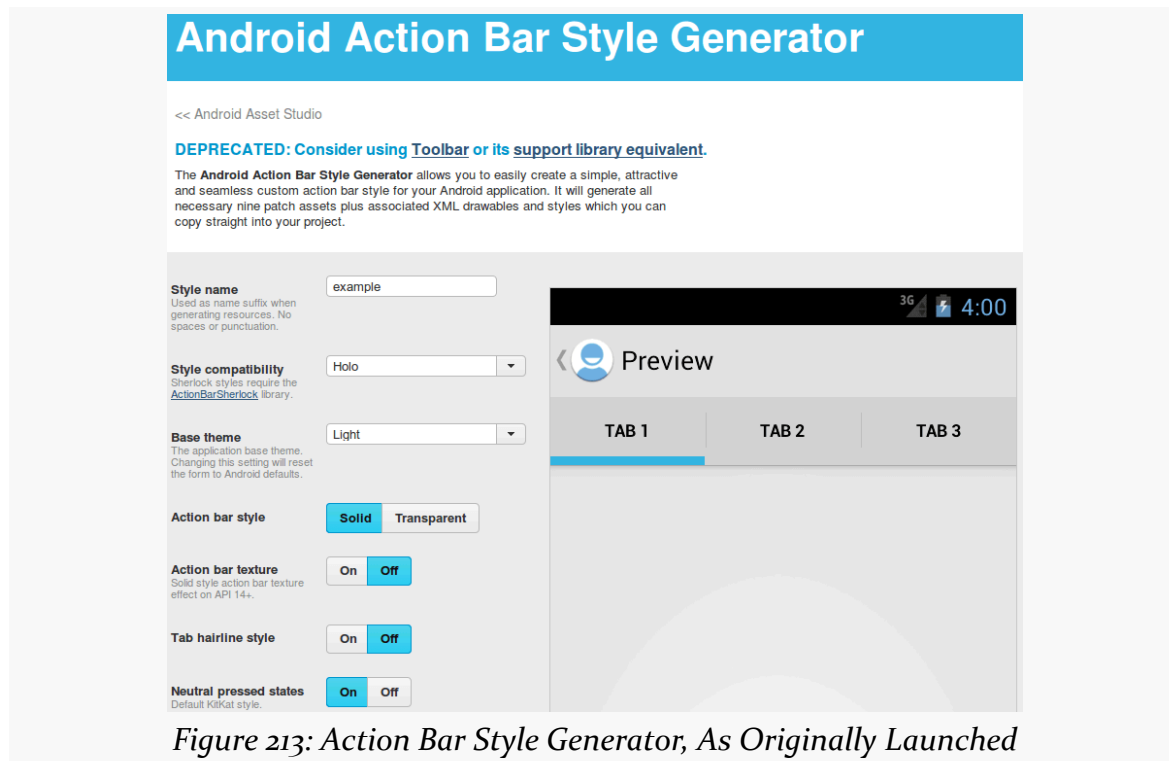 Android Action Bar Style Generator
<< Android Asset Studio
DEPRECATED: Consider using Toolbar or its support library equivalent.
The Android Action Bar Style Generator allows you to easily create a simple, attractive
and seamless custom action bar style for your Android application. It will generate all
necessary nine patch assets plus associated XML drawables and styles which you can
copy straight into your project.
Style name
Used as name suffix when
generating resources. No
spaces or punctuation.
example
Style compatibility
Sherlock styles require the
ActionBarSherlock library.
Holo
Base theme
The application base theme.
Changing this setting will reset
the form to Android defaults.
Light
Action bar style
Solid Transparent
Action bar texture
Solid style action bar texture
effect on API 14+.
On Off
Tab hairline style
On Off
Neutral pressed states
Default KitKat style.
On Off
3G 4:00
Preview
TAB 1 TAB 2 TAB 3
Figure 213: Action Bar Style Generator, As Originally Launched